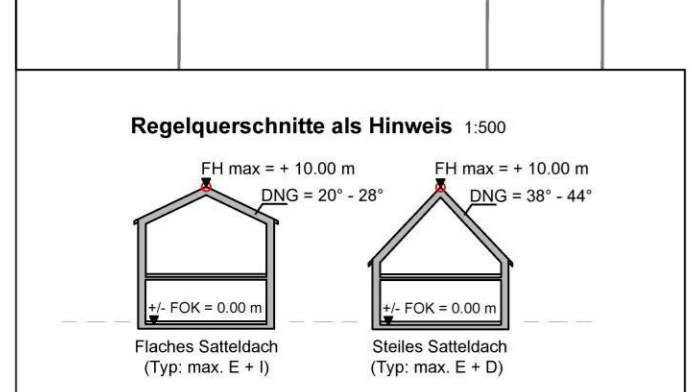 Regelquerschnitte als Hinweis 1:500
FH max = + 10.00 m
DNG = 20° - 28°
+/- FOK = 0.00 m
Flaches Satteldach
(Typ: max. E + I)
FH max = + 10.00 m
DNG = 38° - 44°
+/- FOK = 0.00 m
Steiles Satteldach
(Typ: max. E + D)